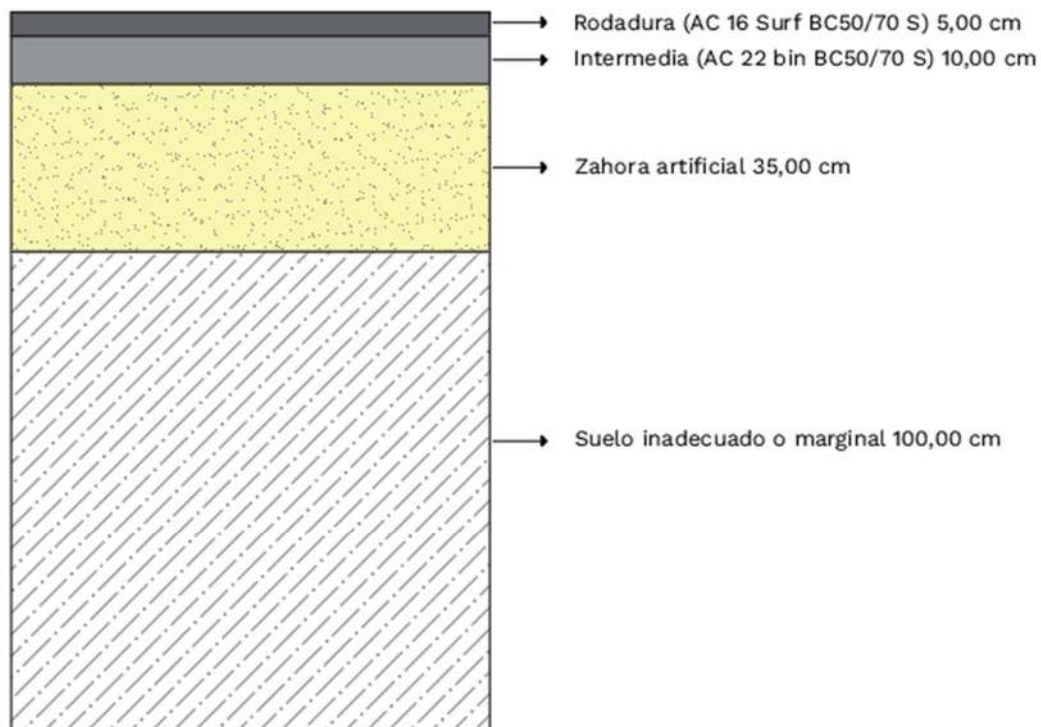 Rodadura (AC 16 Surf BC50/70 S) 5,00 cm
Intermedia (AC 22 bin BC50/70 S) 10,00 cm
Zahora artificial 35,00 cm
Suelo inadecuado o marginal 100,00 cm